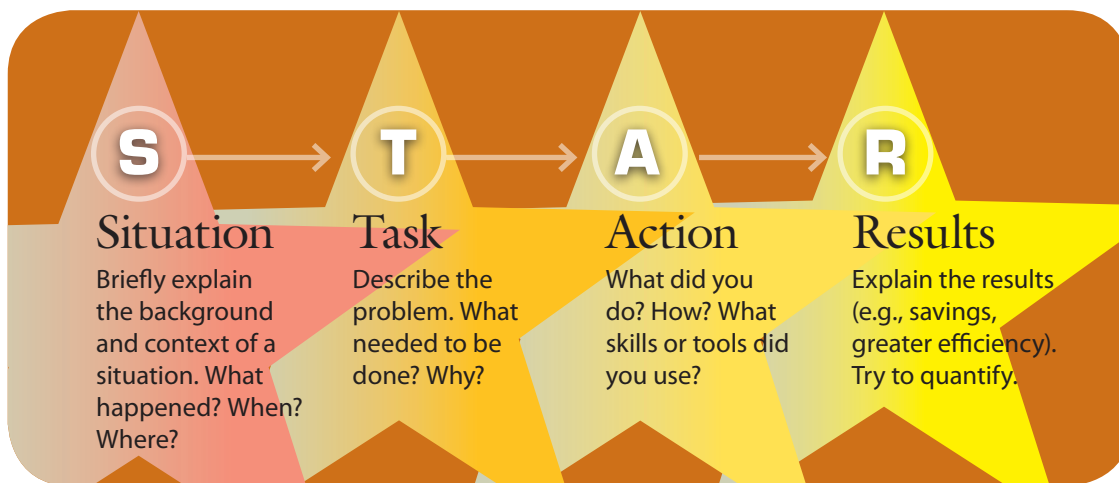 S
T
A
R
Situation
Briefly explain
the background
and context of a
situation. What
happened? When?
Where?
Task
Describe the
problem. What
needed to be
done? Why?
Action
What did you
do? How? What
skills or tools did
you use?
Results
Explain the results
(e.g., savings,
greater efficiency).
Try to quantify.